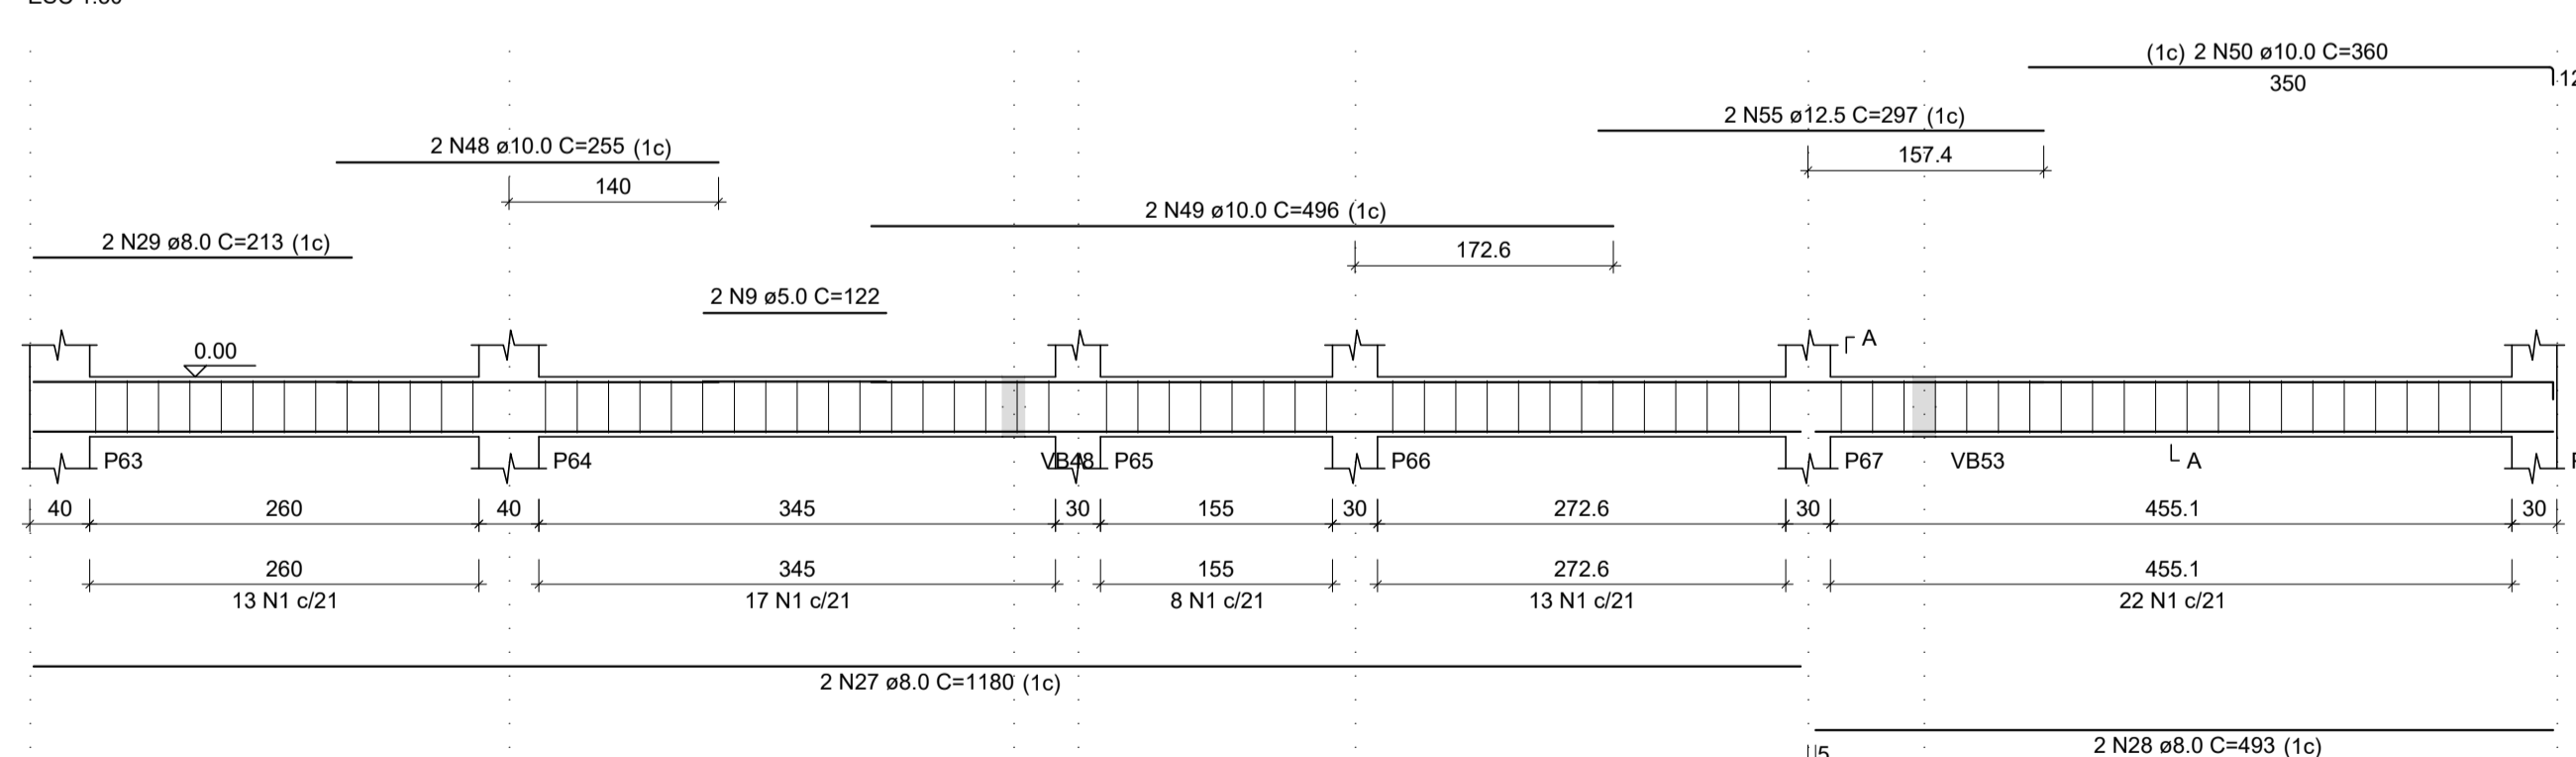 (1c) 2 N50 ø10.0 C=360
350
12
2 N55 ø12.5 C=297 (1c)
157.4
2 N48 ø10.0 C=255 (1c)
140
2 N49 ø10.0 C=496 (1c)
172.6
2 N29 ø8.0 C=213 (1c)
2 N9 ø5.0 C=122
0.00
A
P63 P64 VB48 P65 P66 P67 VB53 A
40 260 40 345 30 155 30 272.6 30 455.1 30
260 345 155 272.6 455.1
13 N1 c/21 17 N1 c/21 8 N1 c/21 13 N1 c/21 22 N1 c/21
2 N27 ø8.0 C=1180 (1c)
2 N28 ø8.0 C=493 (1c)